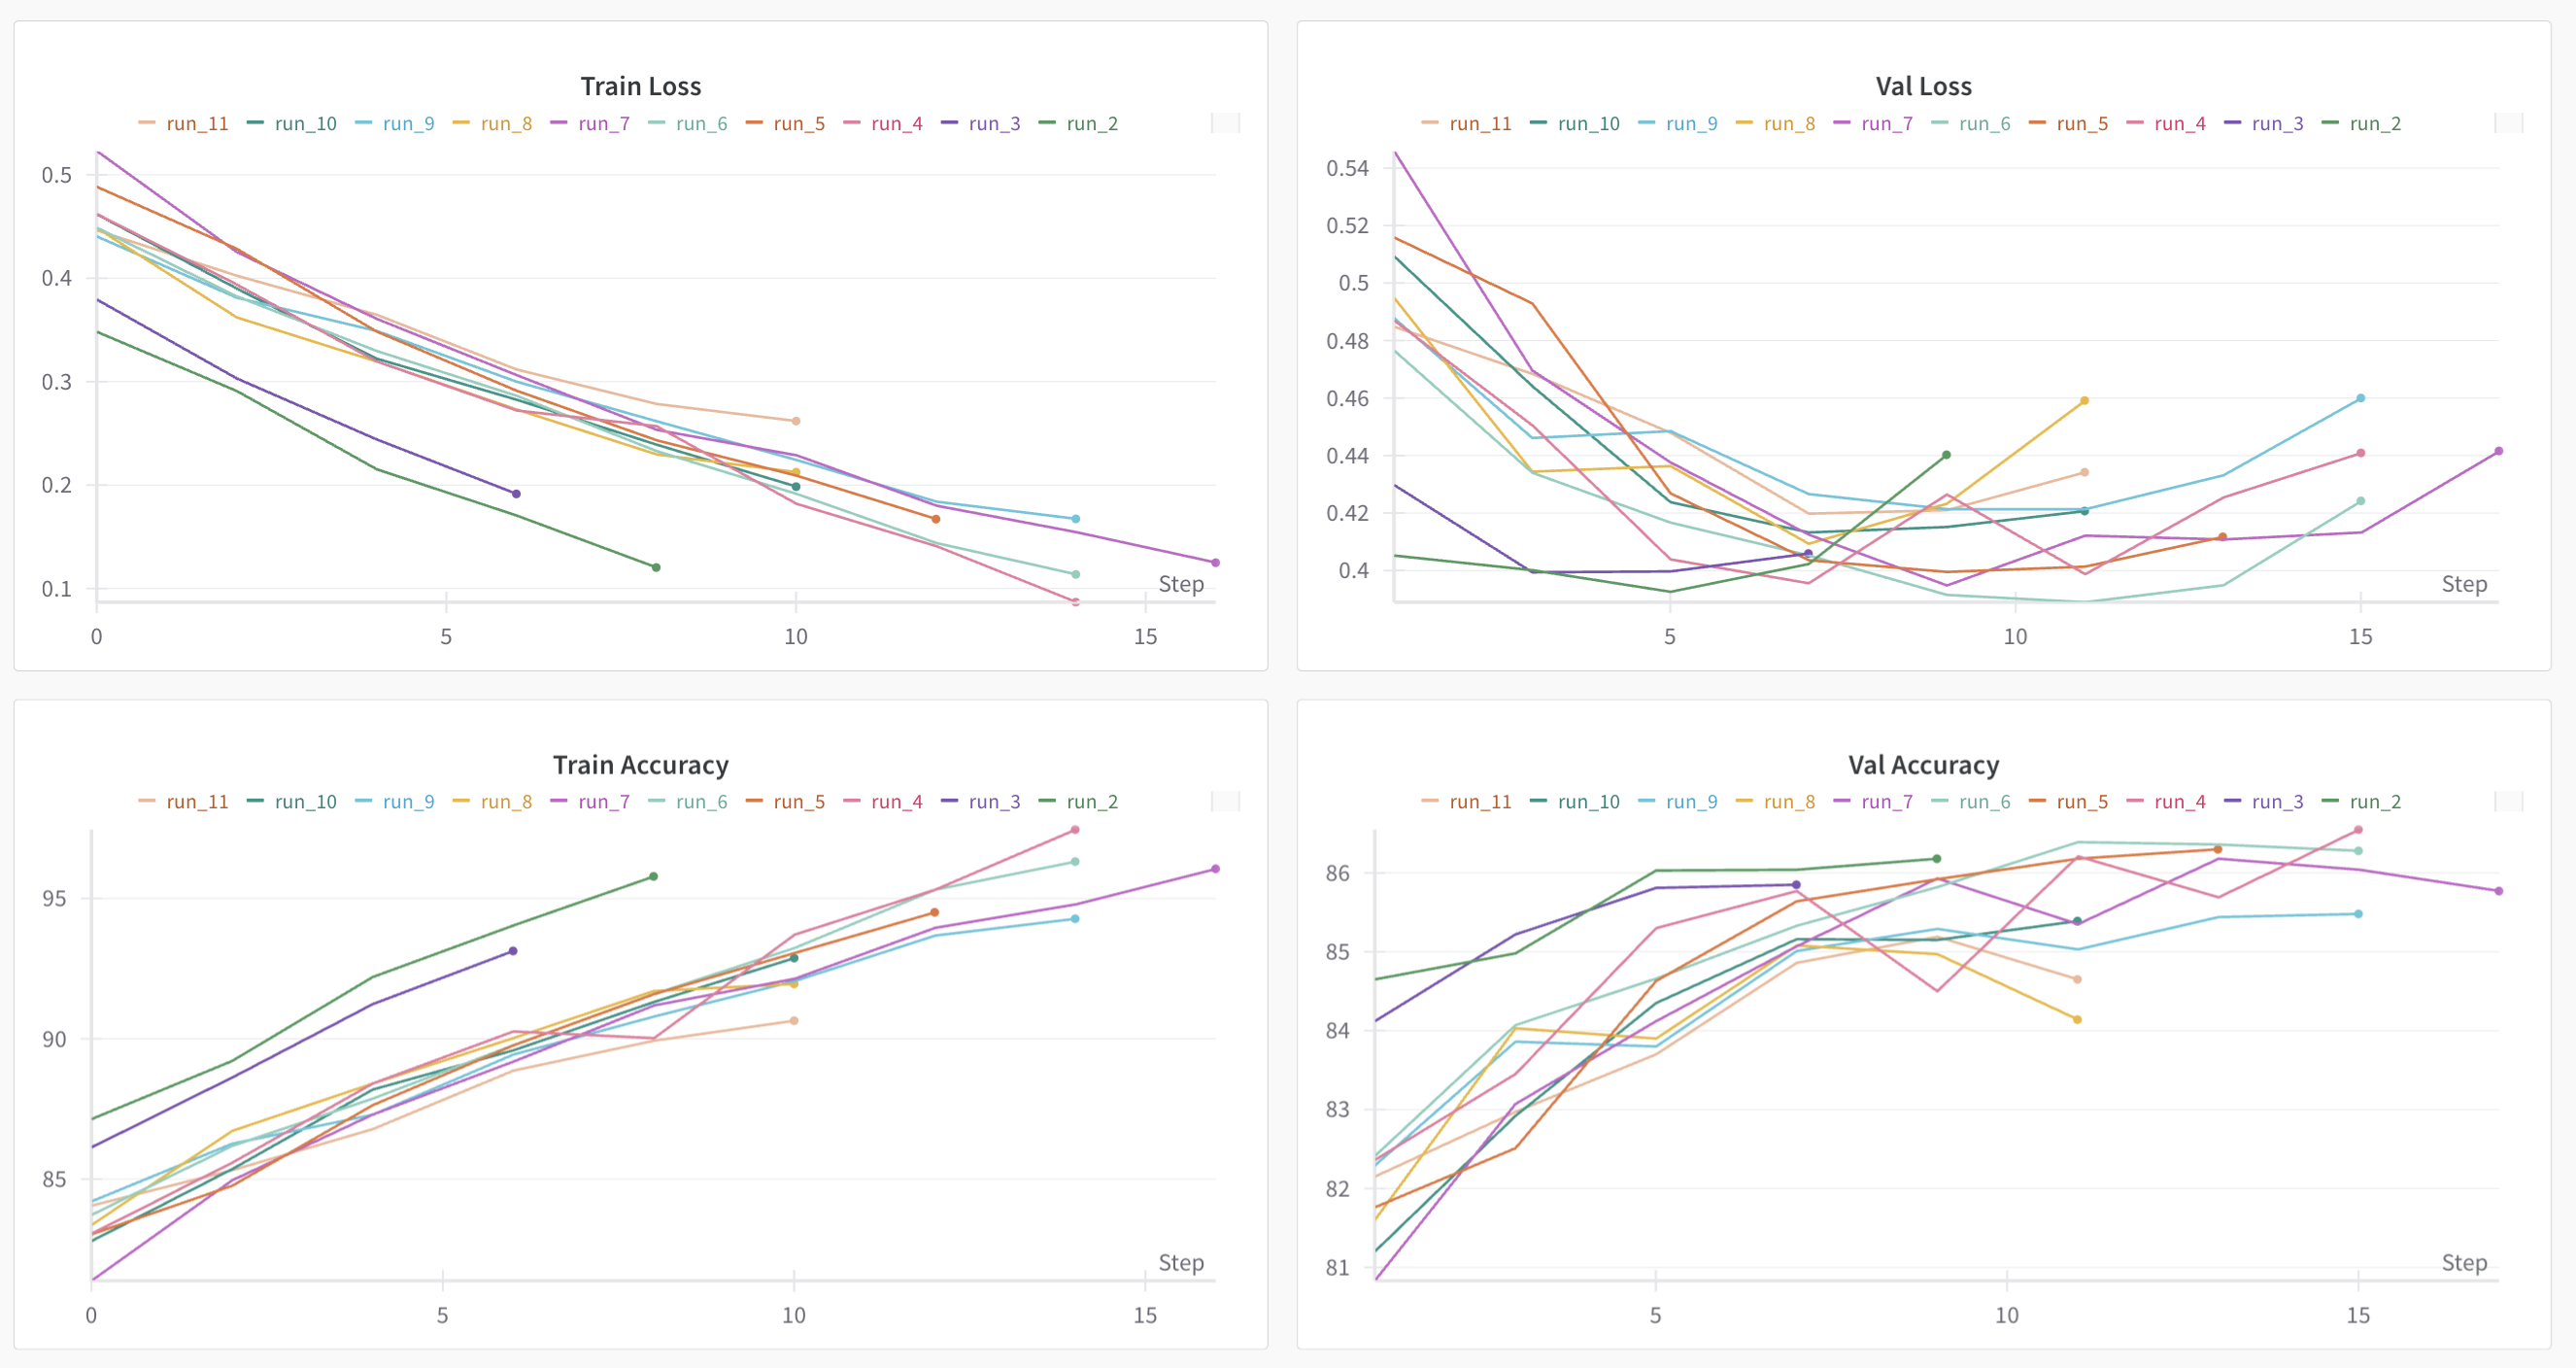 Train Loss
run_11 run_10 run_9 run_8 run_7 run_6 run_5 run_4 run_3 run_2
0.5
0.4
0.3
0.2
0.1
Step
0 5 10 15
Val Loss
run_11 run_10 run_9 run_8 run_7 run_6 run_5 run_4 run_3 run_2
0.54
0.52
0.5
0.48
0.46
0.44
0.42
0.4
Step
5 10 15
Train Accuracy
run_11 run_10 run_9 run_8 run_7 run_6 run_5 run_4 run_3 run_2
95
90
85
Step
0 5 10 15
Val Accuracy
run_11 run_10 run_9 run_8 run_7 run_6 run_5 run_4 run_3 run_2
86
85
84
83
82
81
Step
5 10 15